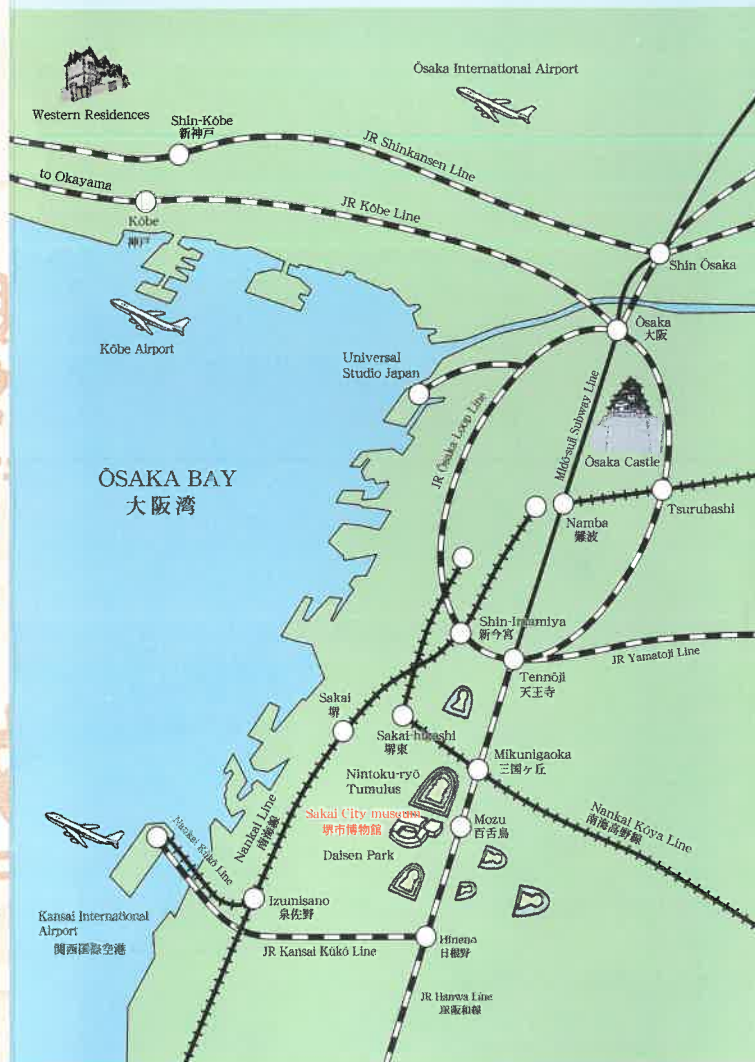 Ōsaka International Airport
Western Residences
Shin-Kōbe
新神戸
JR Shinkansen Line
to Okayama
JR Kōbe Line
Kōbe
神戸
Shin Ōsaka
Kōbe Airport
Ōsaka
大阪
Universal
Studio Japan
JR Ōsaka Loop Line
Midō-suji Subway Line
Ōsaka Castle
ŌSAKA BAY
大阪湾
Namba
難波
Tsurubashi
Shin-Imamiya
新今宮
JR Yamatoji Line
Tennōji
天王寺
Sakai
堺
Sakai-higashi
堺東
Mikunigaoka
三国ヶ丘
Nintoku-ryō
Tumulus
Sakai City museum
堺市博物館
Mozu
百舌鳥
Daisen Park
Nankai Line
南海線
Nankai Kōya Line
南海高野線
Nankai Kūkō Line
Izumisano
泉佐野
Kansai International
Airport
関西国際空港
JR Kansai Kūkō Line
Hineno
日根野
JR Hanwa Line
JR阪和線